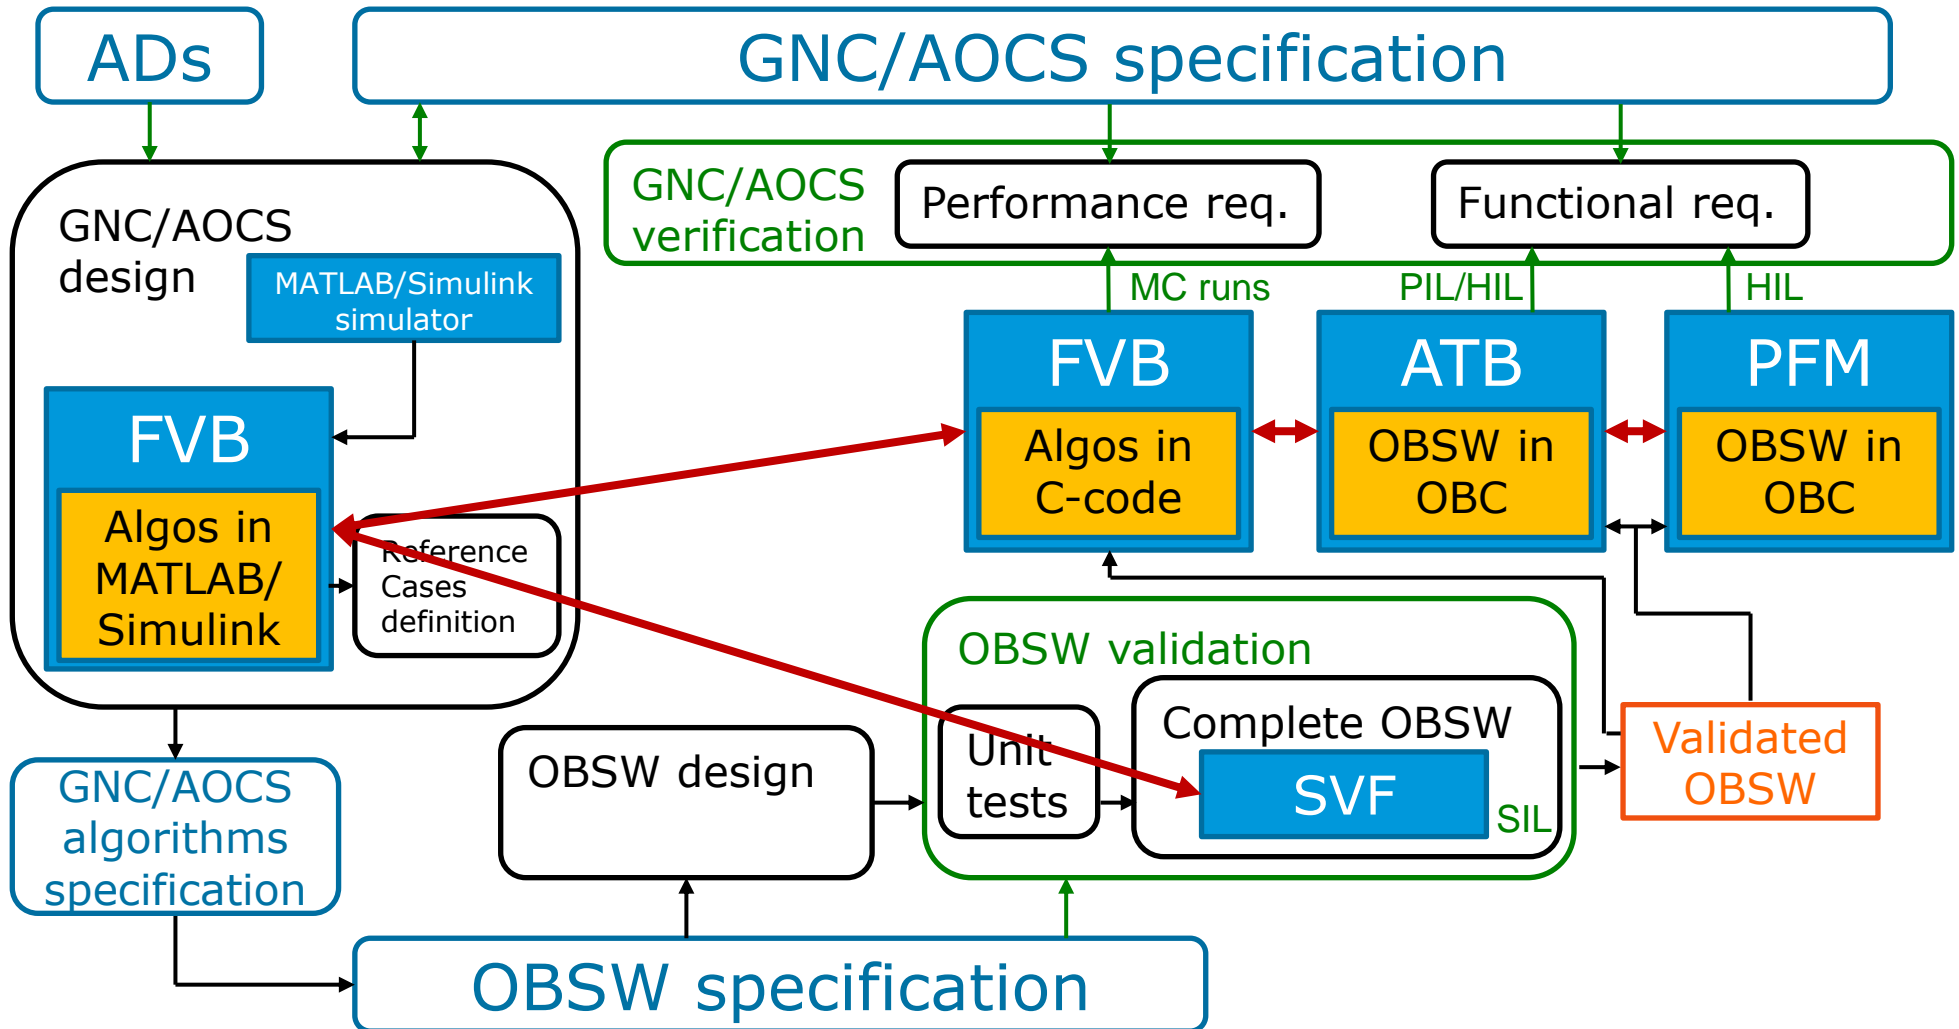 ADs
GNC/AOCS specification
GNC/AOCS
design
MATLAB/Simulink
simulator
FVB
Algos in
MATLAB/
Simulink
Reference
Cases
definition
GNC/AOCS
verification
Performance req.
Functional req.
MC runs
PIL/HIL
HIL
FVB
Algos in
C-code
ATB
OBSW in
OBC
PFM
OBSW in
OBC
OBSW validation
Unit
tests
Complete OBSW
SVF
SIL
Validated
OBSW
OBSW design
GNC/AOCS
algorithms
specification
OBSW specification